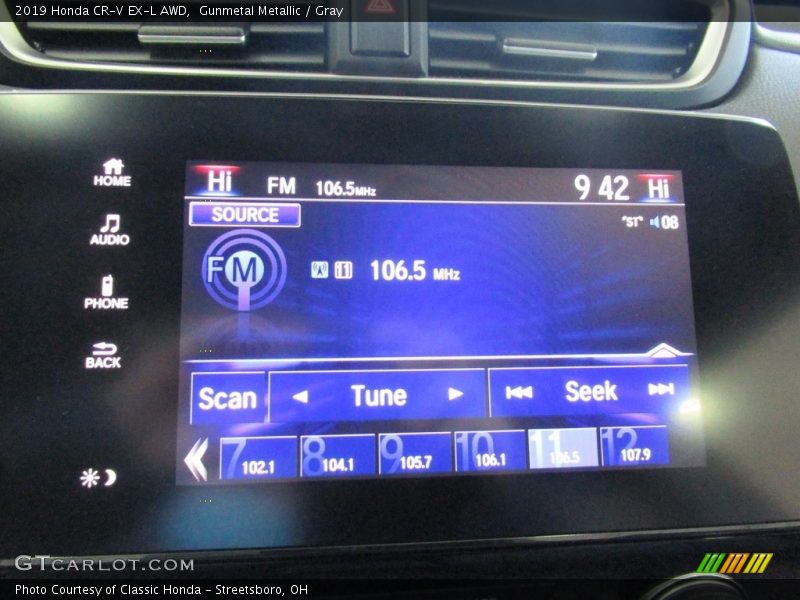 2019 Honda CR-V EX-L AWD,  Gunmetal Metallic / Gray
Hi FM 106.5MHz 9 42 Hi
HOME
SOURCE
"ST" 08
AUDIO
FM 11 106.5 MHz
PHONE
BACK
Scan Tune Seek
7 102.1 8 104.1 9 105.7 10 106.1 11 106.5 12 107.9
GTCARLOT.COM
Photo Courtesy of Classic Honda - Streetsboro, OH